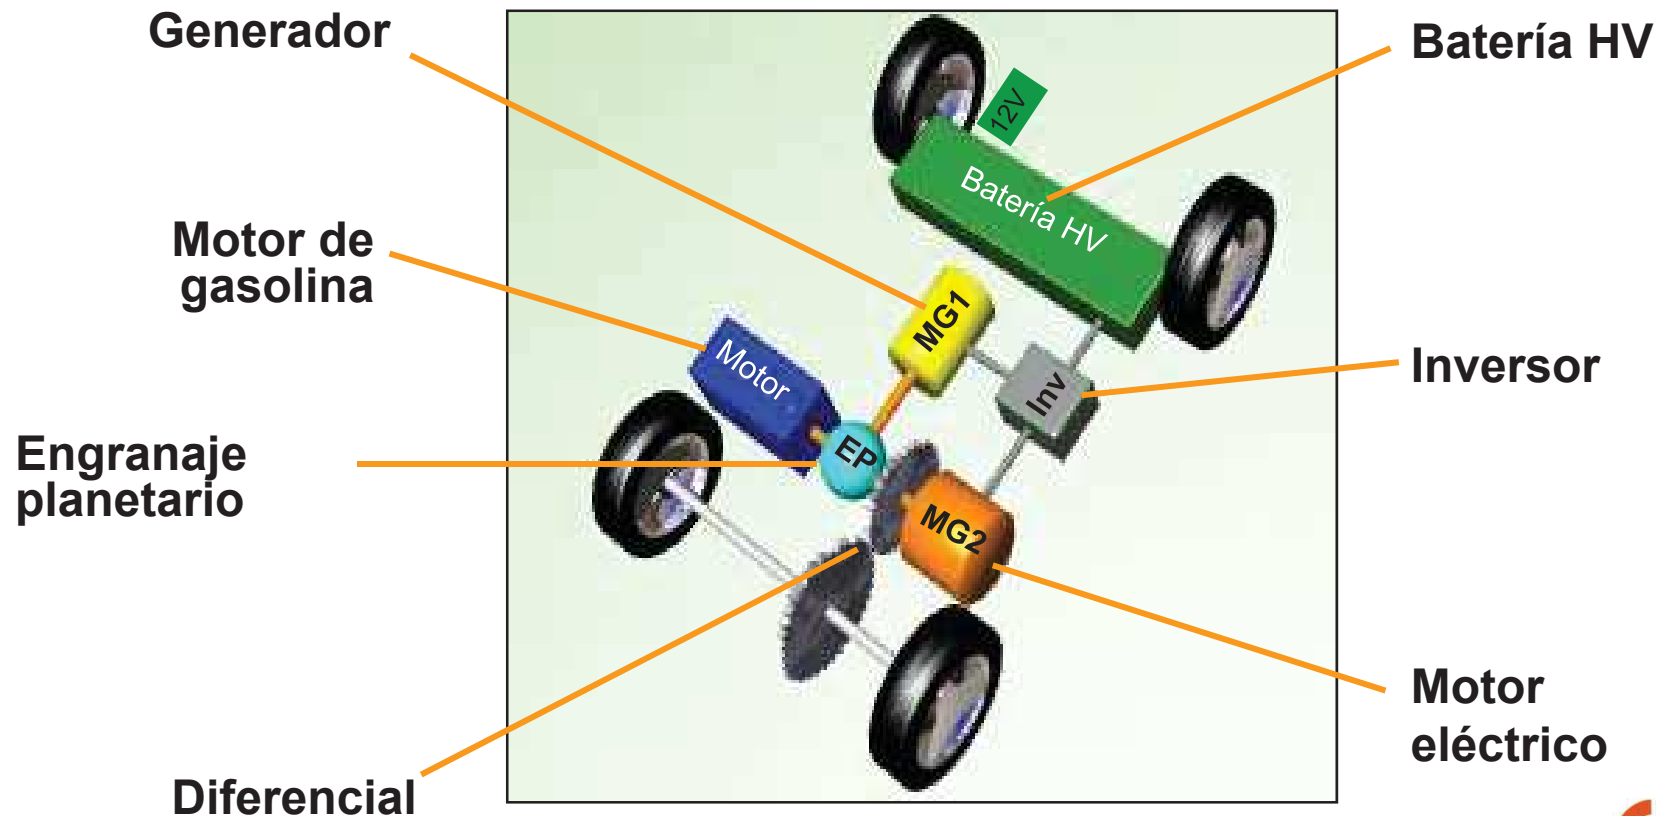 Generador
Batería HV
12V
Batería HV
Motor de
gasolina
MG1
Motor
Inv
Inversor
Engranaje
planetario
EP
MG2
Motor
eléctrico
Diferencial